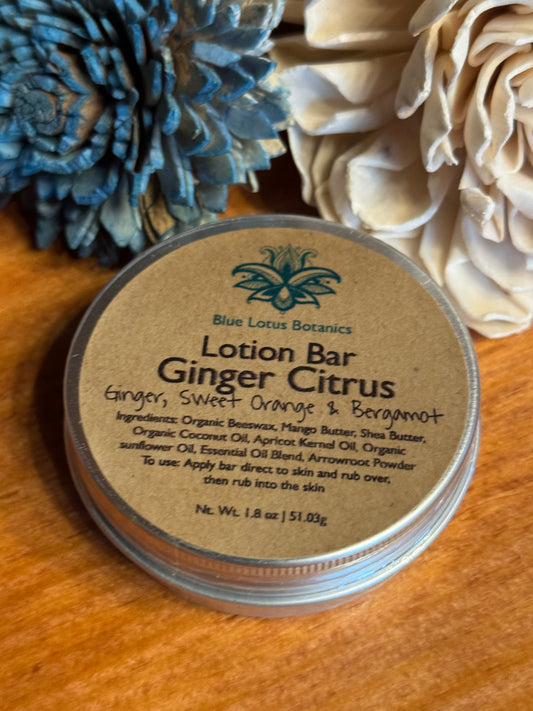 Blue Lotus Botanics
Lotion Bar
Ginger Citrus
Ginger, Sweet Orange & Bergamot
Ingredients: Organic Beeswax, Mango Butter, Shea Butter,
Organic Coconut Oil, Apricot Kernel Oil, Organic
sunflower Oil, Essential Oil Blend, Arrowroot Powder
To use: Apply bar direct to skin and rub over,
then rub into the skin
Nt. Wt. 1.8 oz | 51.03g